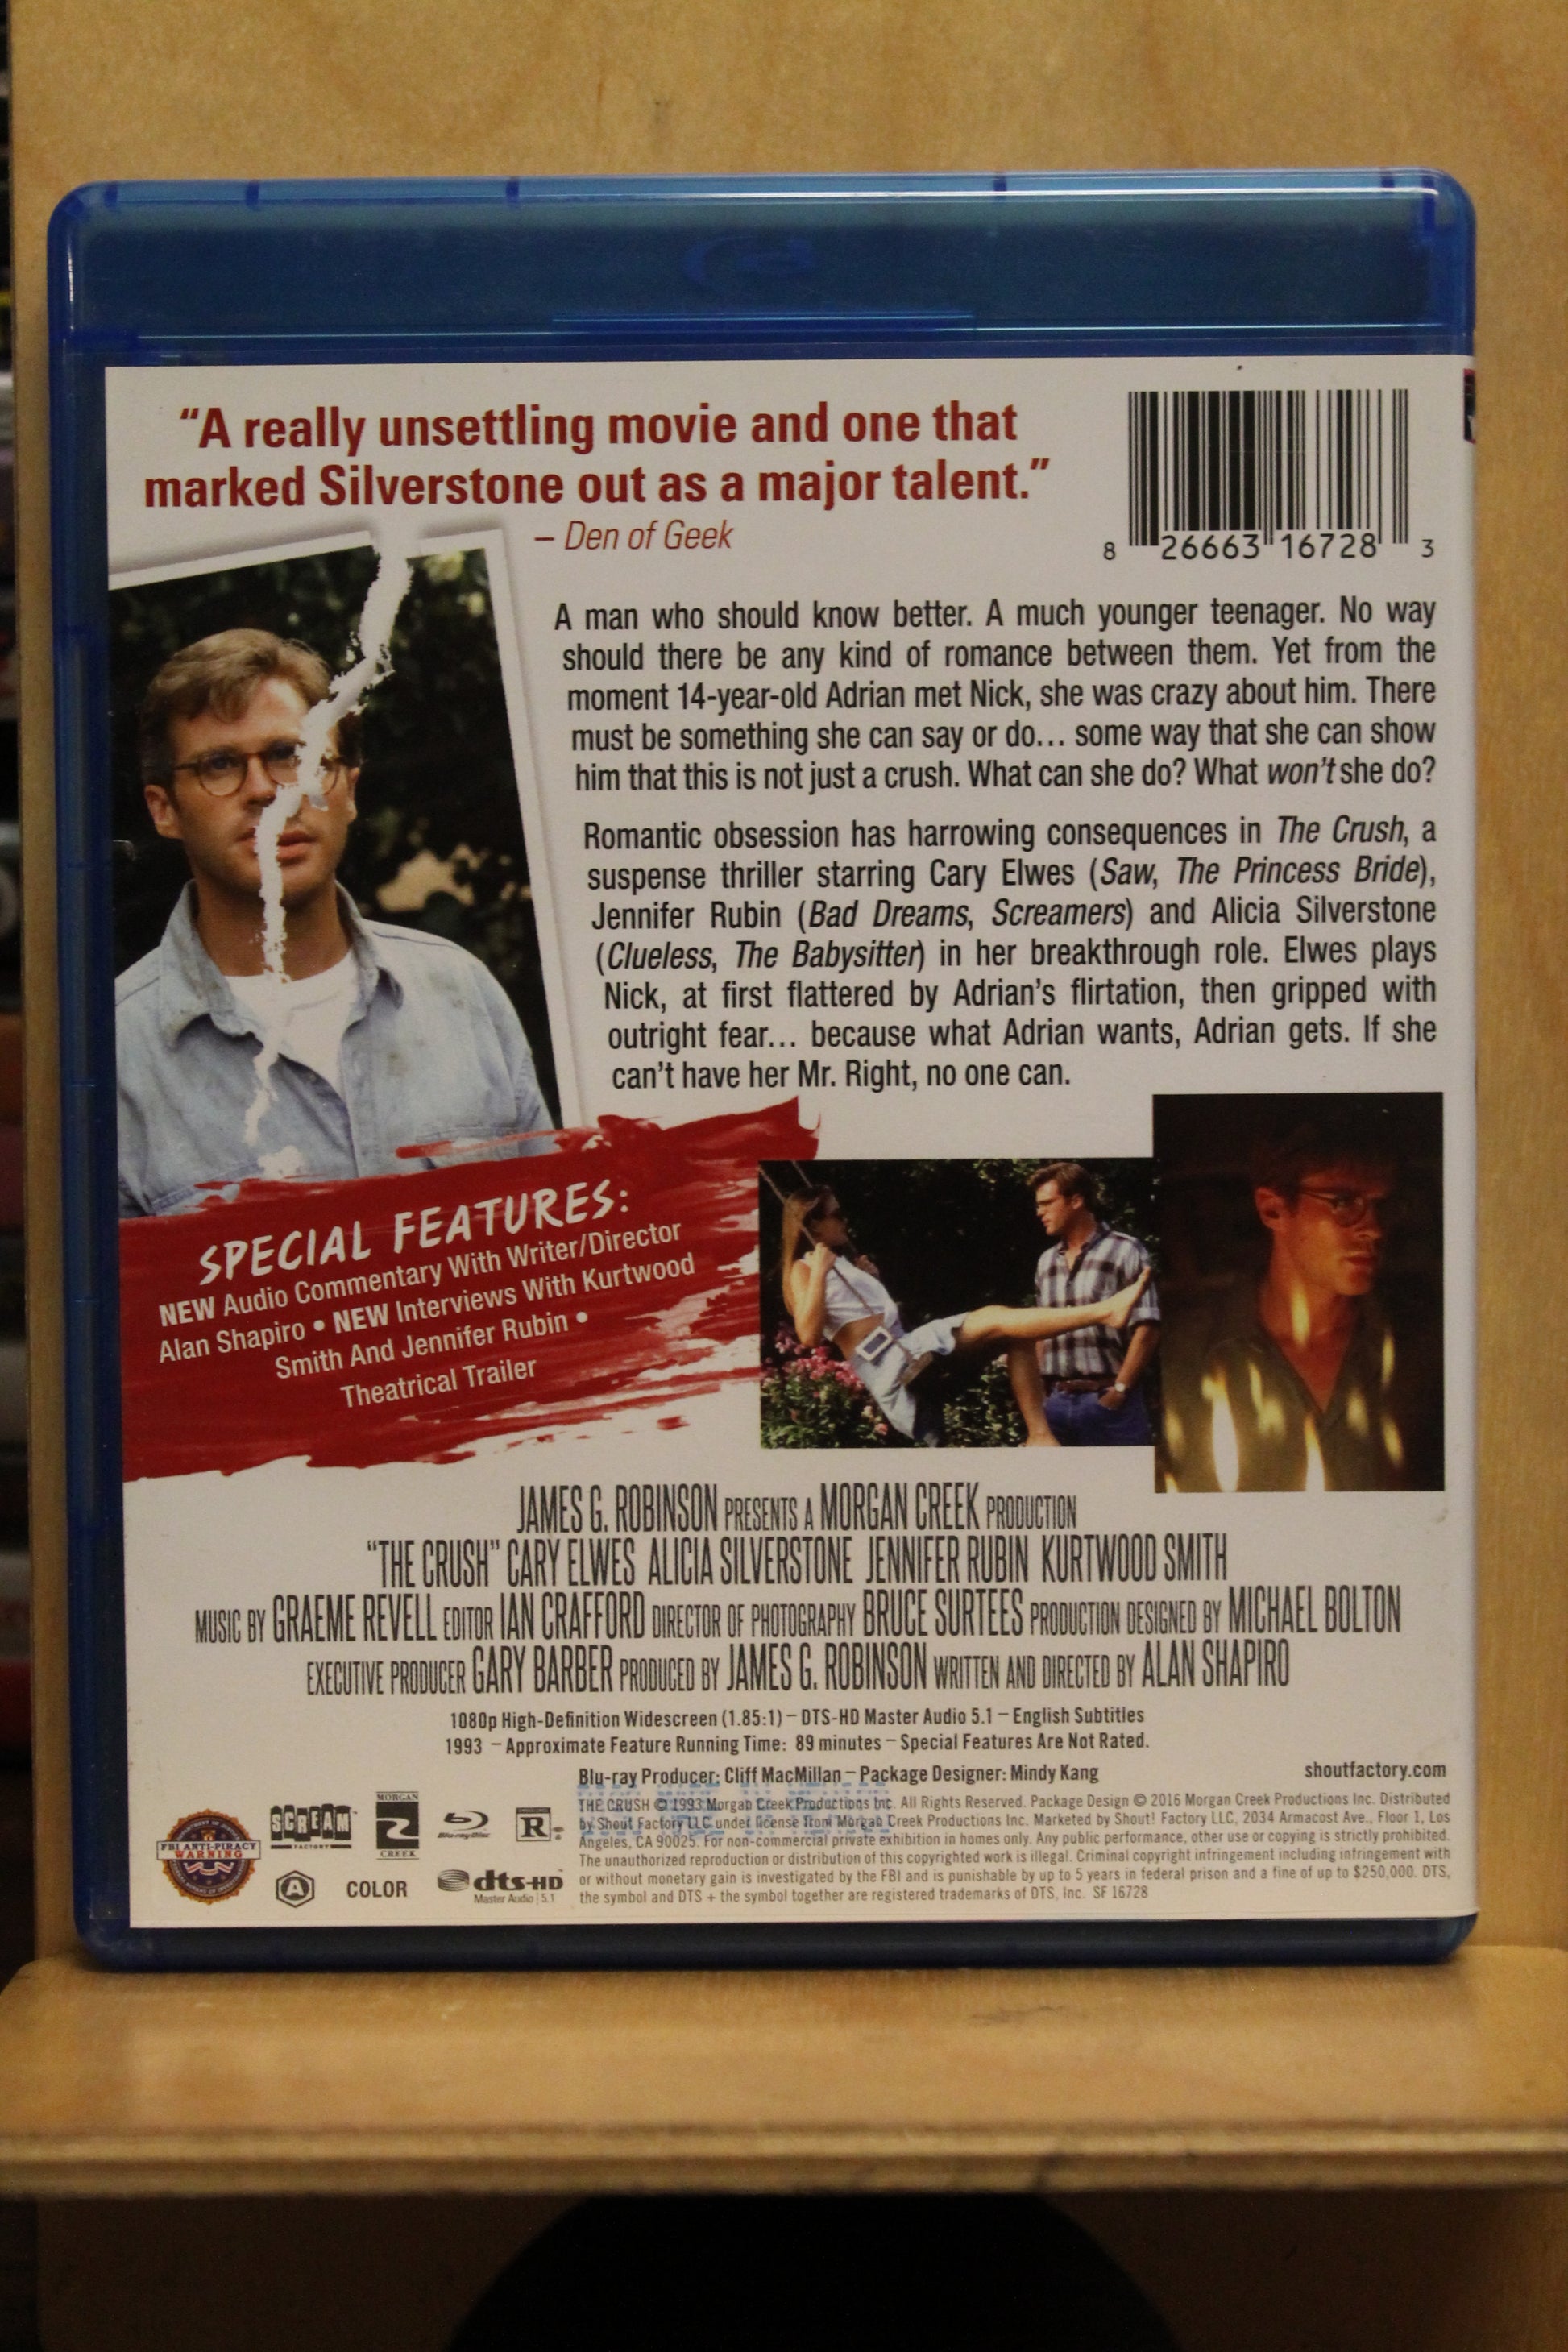 “A really unsettling movie and one that
marked Silverstone out as a major talent.”
– Den of Geek
8 26663 16728 3
A man who should know better. A much younger teenager. No way
should there be any kind of romance between them. Yet from the
moment 14-year-old Adrian met Nick, she was crazy about him. There
must be something she can say or do... some way that she can show
him that this is not just a crush. What can she do? What won’t she do?
Romantic obsession has harrowing consequences in The Crush, a
suspense thriller starring Cary Elwes (Saw, The Princess Bride),
Jennifer Rubin (Bad Dreams, Screamers) and Alicia Silverstone
(Clueless, The Babysitter) in her breakthrough role. Elwes plays
Nick, at first flattered by Adrian’s flirtation, then gripped with
outright fear... because what Adrian wants, Adrian gets. If she
can’t have her Mr. Right, no one can.
SPECIAL FEATURES:
NEW Audio Commentary With Writer/Director
Alan Shapiro • NEW Interviews With Kurtwood
Smith And Jennifer Rubin •
Theatrical Trailer
JAMES G. ROBINSON PRESENTS A MORGAN CREEK PRODUCTION
“THE CRUSH” CARY ELWES ALICIA SILVERSTONE JENNIFER RUBIN KURTWOOD SMITH
MUSIC BY GRAEME REVELL EDITOR IAN CRAFFORD DIRECTOR OF PHOTOGRAPHY BRUCE SURTEES PRODUCTION DESIGNED BY MICHAEL BOLTON
EXECUTIVE PRODUCER GARY BARBER PRODUCED BY JAMES G. ROBINSON WRITTEN AND DIRECTED BY ALAN SHAPIRO
1080p High-Definition Widescreen (1.85:1) – DTS-HD Master Audio 5.1 – English Subtitles
1993 – Approximate Feature Running Time: 89 minutes – Special Features Are Not Rated.
Blu-ray Producer: Cliff MacMillan – Package Designer: Mindy Kang
shoutfactory.com
THE CRUSH © 1993 Morgan Creek Productions Inc. All Rights Reserved. Package Design © 2016 Morgan Creek Productions Inc. Distributed
by Shout Factory LLC under license from Morgan Creek Productions Inc. Marketed by Shout! Factory LLC, 2034 Armacost Ave., Floor 1, Los
Angeles, CA 90025. For non-commercial private exhibition in homes only. Any public performance, other use or copying is strictly prohibited.
The unauthorized reproduction or distribution of this copyrighted work is illegal. Criminal copyright infringement including infringement with
or without monetary gain is investigated by the FBI and is punishable by up to 5 years in federal prison and a fine of up to $250,000. DTS,
the symbol and DTS + the symbol together are registered trademarks of DTS, Inc. SF 16728
FBI ANTI-PIRACY
WARNING
SCREAM
FACTORY
MORGAN
CREEK
Blu-ray Disc
R
A
COLOR
dts-HD
Master Audio | 5.1